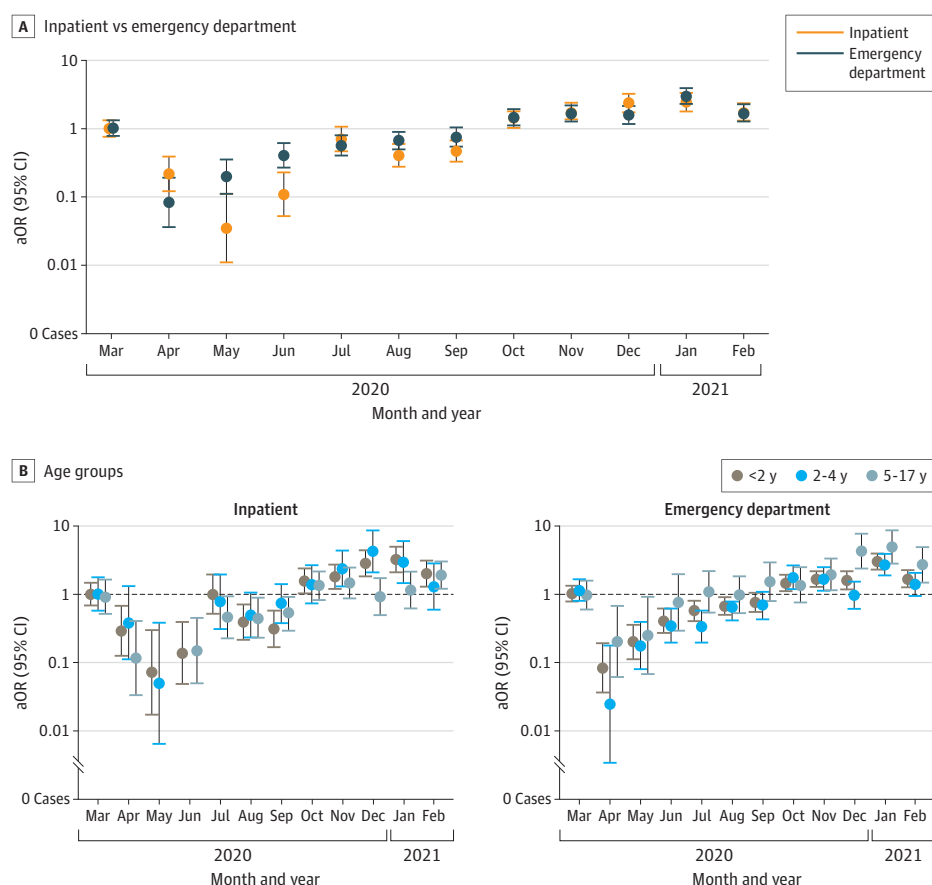 A Inpatient vs emergency department
Inpatient
Emergency
department
10
1
0.1
0.01
0 Cases
aOR (95% CI)
Mar Apr May Jun Jul Aug Sep Oct Nov Dec Jan Feb
2020 2021
Month and year
B Age groups
<2 y 2-4 y 5-17 y
Inpatient
10
1
0.1
0.01
0 Cases
aOR (95% CI)
Mar Apr May Jun Jul Aug Sep Oct Nov Dec Jan Feb
2020 2021
Month and year
Emergency department
10
1
0.1
0.01
0 Cases
aOR (95% CI)
Mar Apr May Jun Jul Aug Sep Oct Nov Dec Jan Feb
2020 2021
Month and year